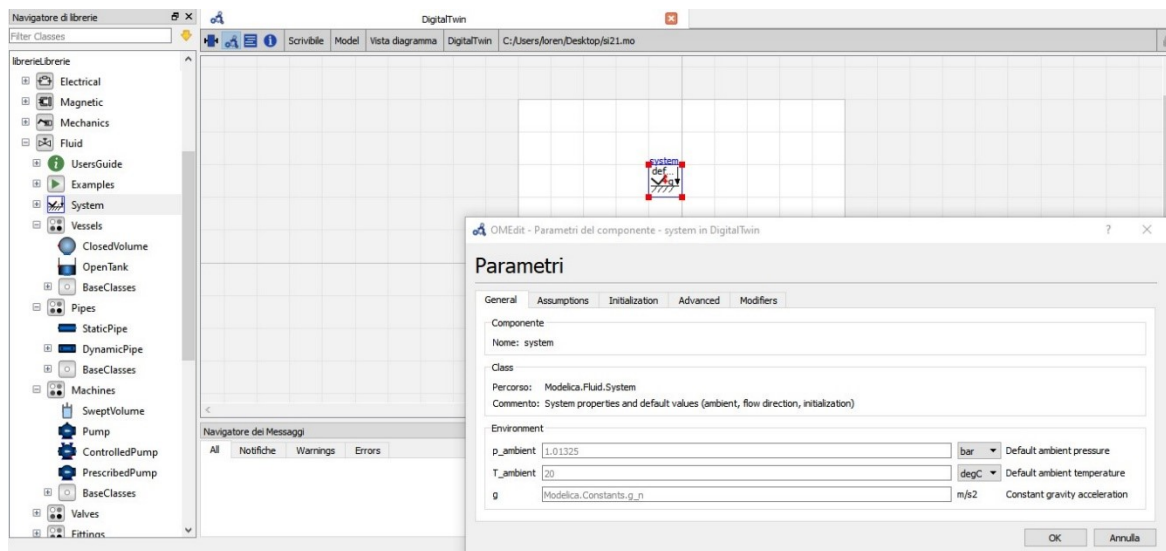 Navigatore di librerie
Filter Classes
librerieLibrerie
Electrical
Magnetic
Mechanics
Fluid
UsersGuide
Examples
System
Vessels
ClosedVolume
OpenTank
BaseClasses
Pipes
StaticPipe
DynamicPipe
BaseClasses
Machines
SweptVolume
Pump
ControlledPump
PrescribedPump
BaseClasses
Valves
Fittings
DigitalTwin
Scrivibile Model Vista diagramma DigitalTwin C:/Users/loren/Desktop/si21.mo
system
def...
g
Navigatore dei Messaggi
All Notifiche Warnings Errors
OMEdit - Parametri del componente - system in DigitalTwin ?
Parametri
General Assumptions Initialization Advanced Modifiers
Componente
Nome: system
Class
Percorso: Modelica.Fluid.System
Commento: System properties and default values (ambient, flow direction, initialization)
Environment
p_ambient 1.01325 bar Default ambient pressure
T_ambient 20 degC Default ambient temperature
g Modelica.Constants.g_n m/s2 Constant gravity acceleration
OK Annulla